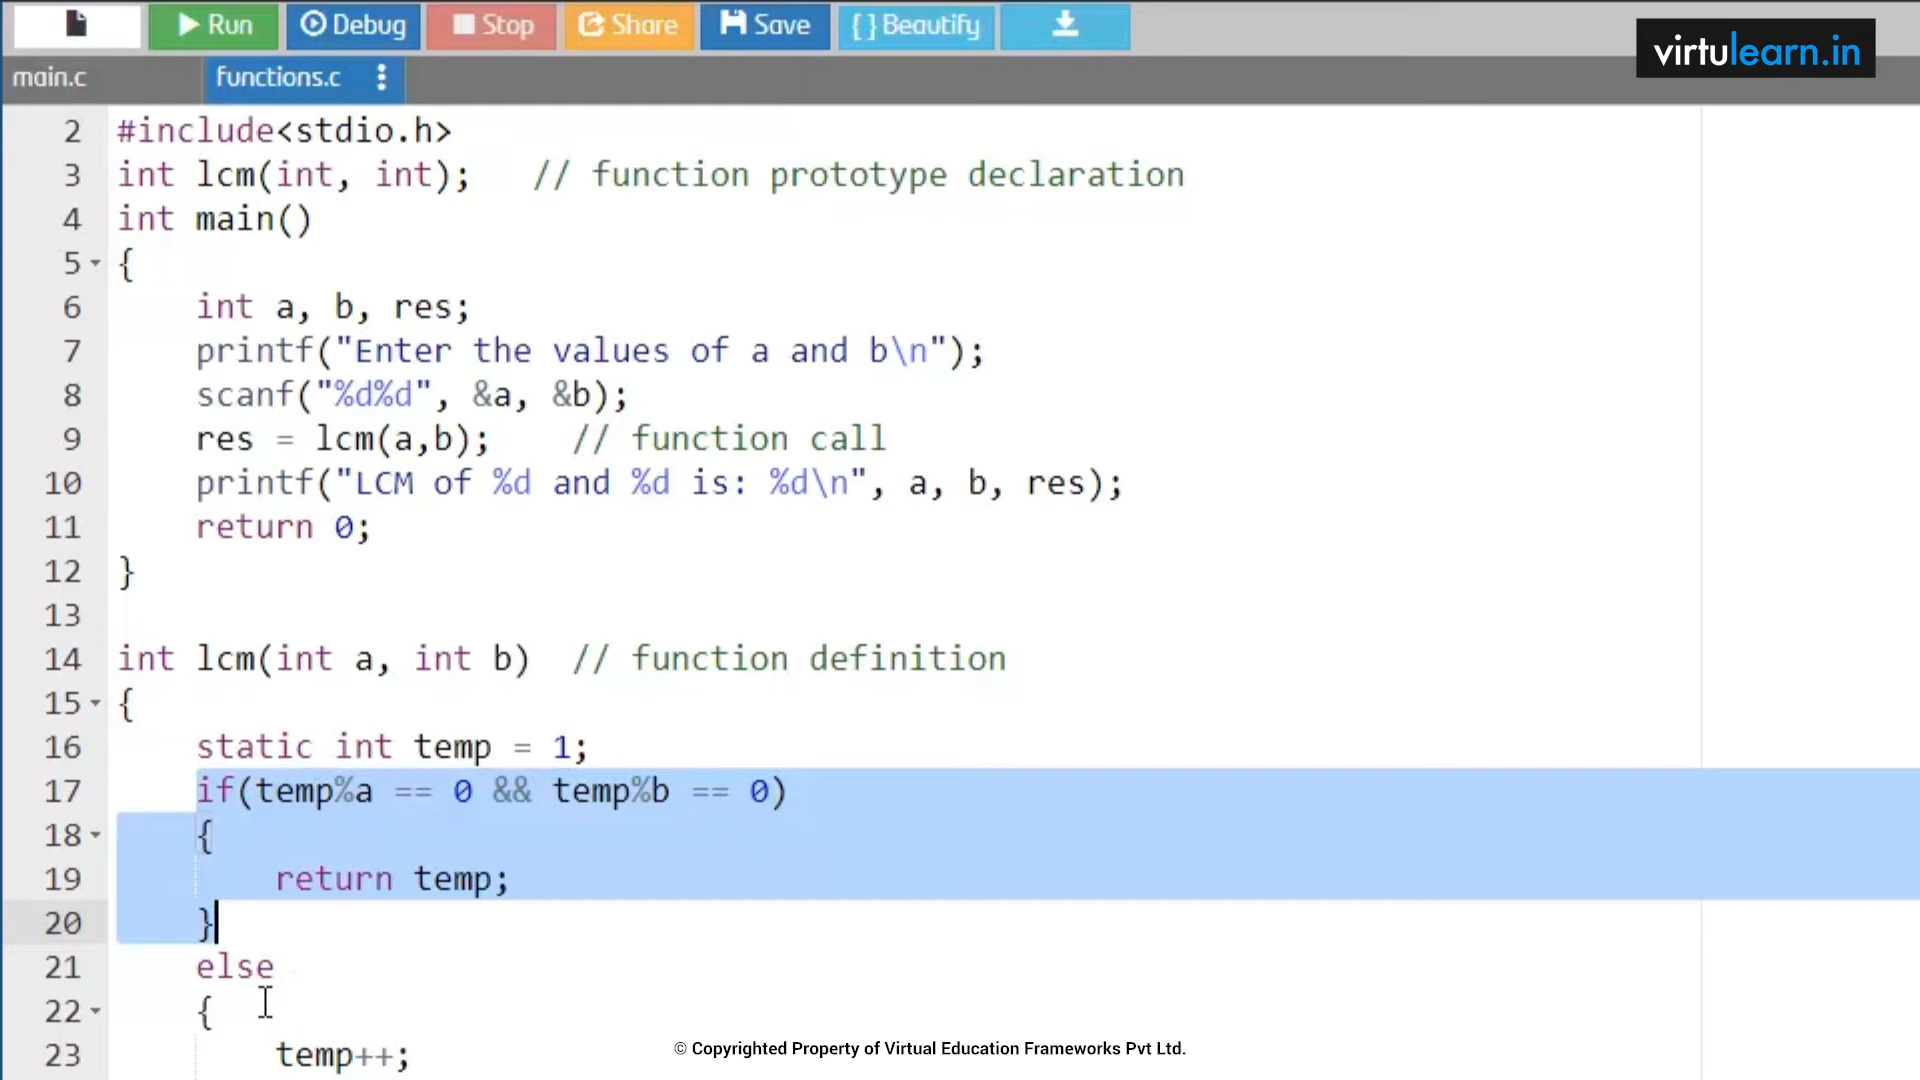 Run Debug Stop Share Save { } Beautify
virtulearn.in
main.c functions.c
2 #include<stdio.h>
3 int lcm(int, int);   // function prototype declaration
4 int main()
5 {
6     int a, b, res;
7     printf("Enter the values of a and b\n");
8     scanf("%d%d", &a, &b);
9     res = lcm(a,b);    // function call
10     printf("LCM of %d and %d is: %d\n", a, b, res);
11     return 0;
12 }
13
14 int lcm(int a, int b)  // function definition
15 {
16     static int temp = 1;
17     if(temp%a == 0 && temp%b == 0)
18     {
19         return temp;
20     }
21     else
22     {
23         temp++;
© Copyrighted Property of Virtual Education Frameworks Pvt Ltd.